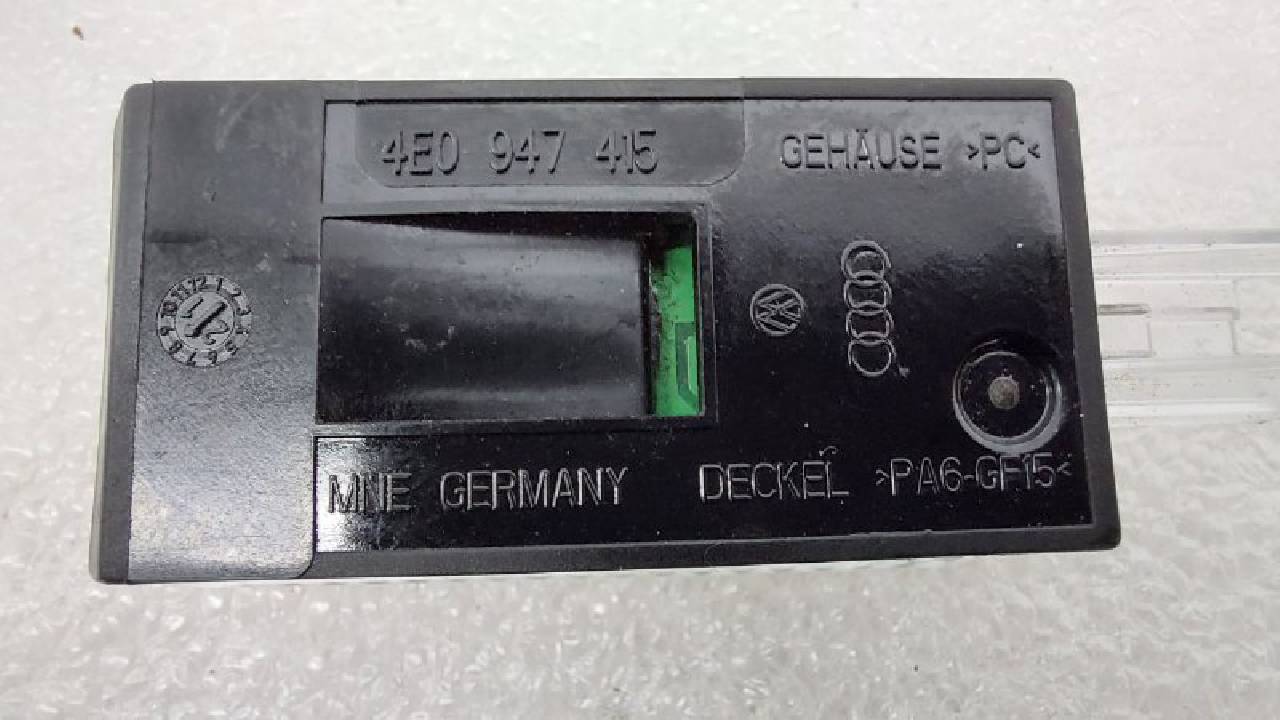 4E0 947 415
GEHÄUSE >PC<
MNE GERMANY
DECKEL >PA6-GF15<